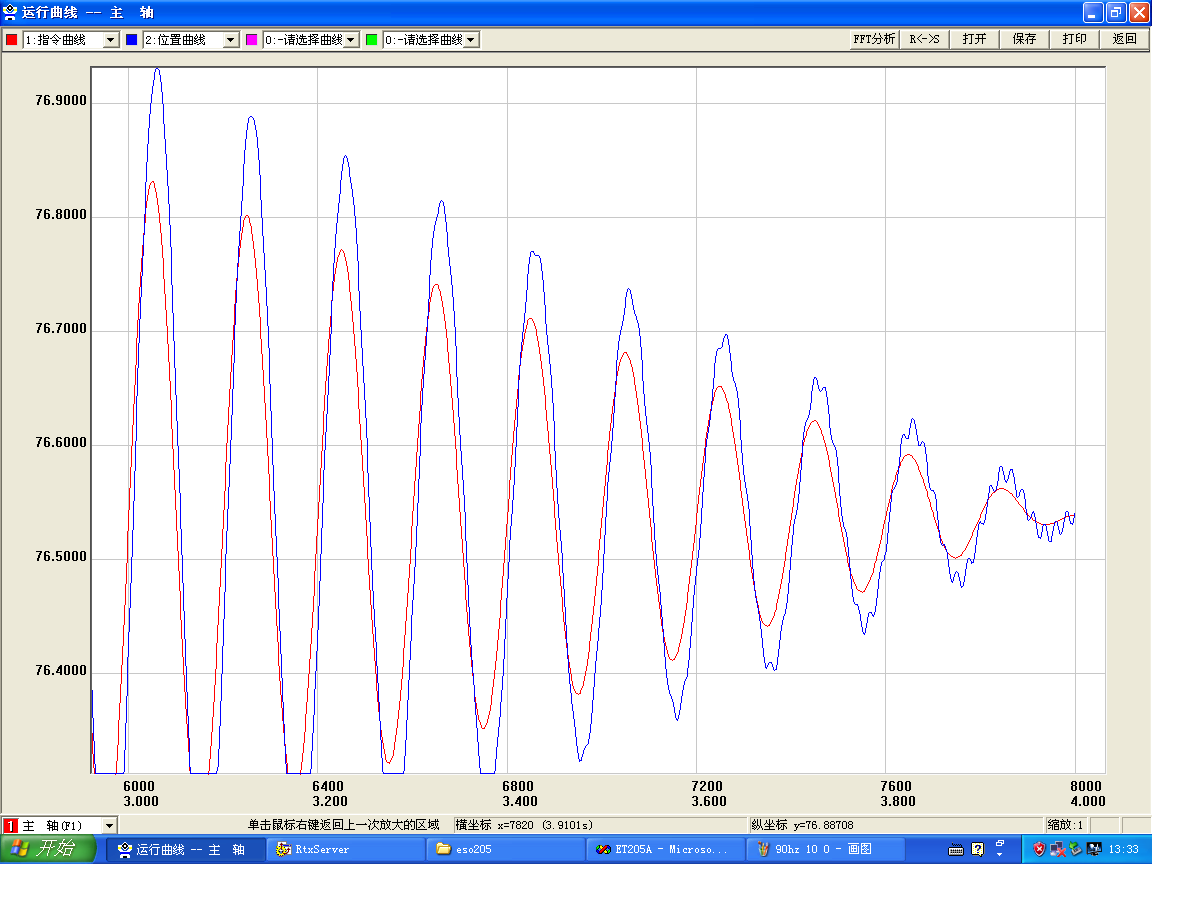 运行曲线 -- 主 轴
1:指令曲线 2:位置曲线 0:-请选择曲线 0:-请选择曲线 FFT分析 R<->S 打开 保存 打印 返回
76.9000
76.8000
76.7000
76.6000
76.5000
76.4000
6000 6400 6800 7200 7600 8000
3.000 3.200 3.400 3.600 3.800 4.000
1 主 轴(F1) 单击鼠标右键返回上一次放大的区域 横坐标 x=7820 (3.9101s) 纵坐标 y=76.88708 缩放:1
开始 运行曲线 -- 主 轴 RtxServer eso205 ET205A - Microso... 90hz 10 0 - 画图 13:33